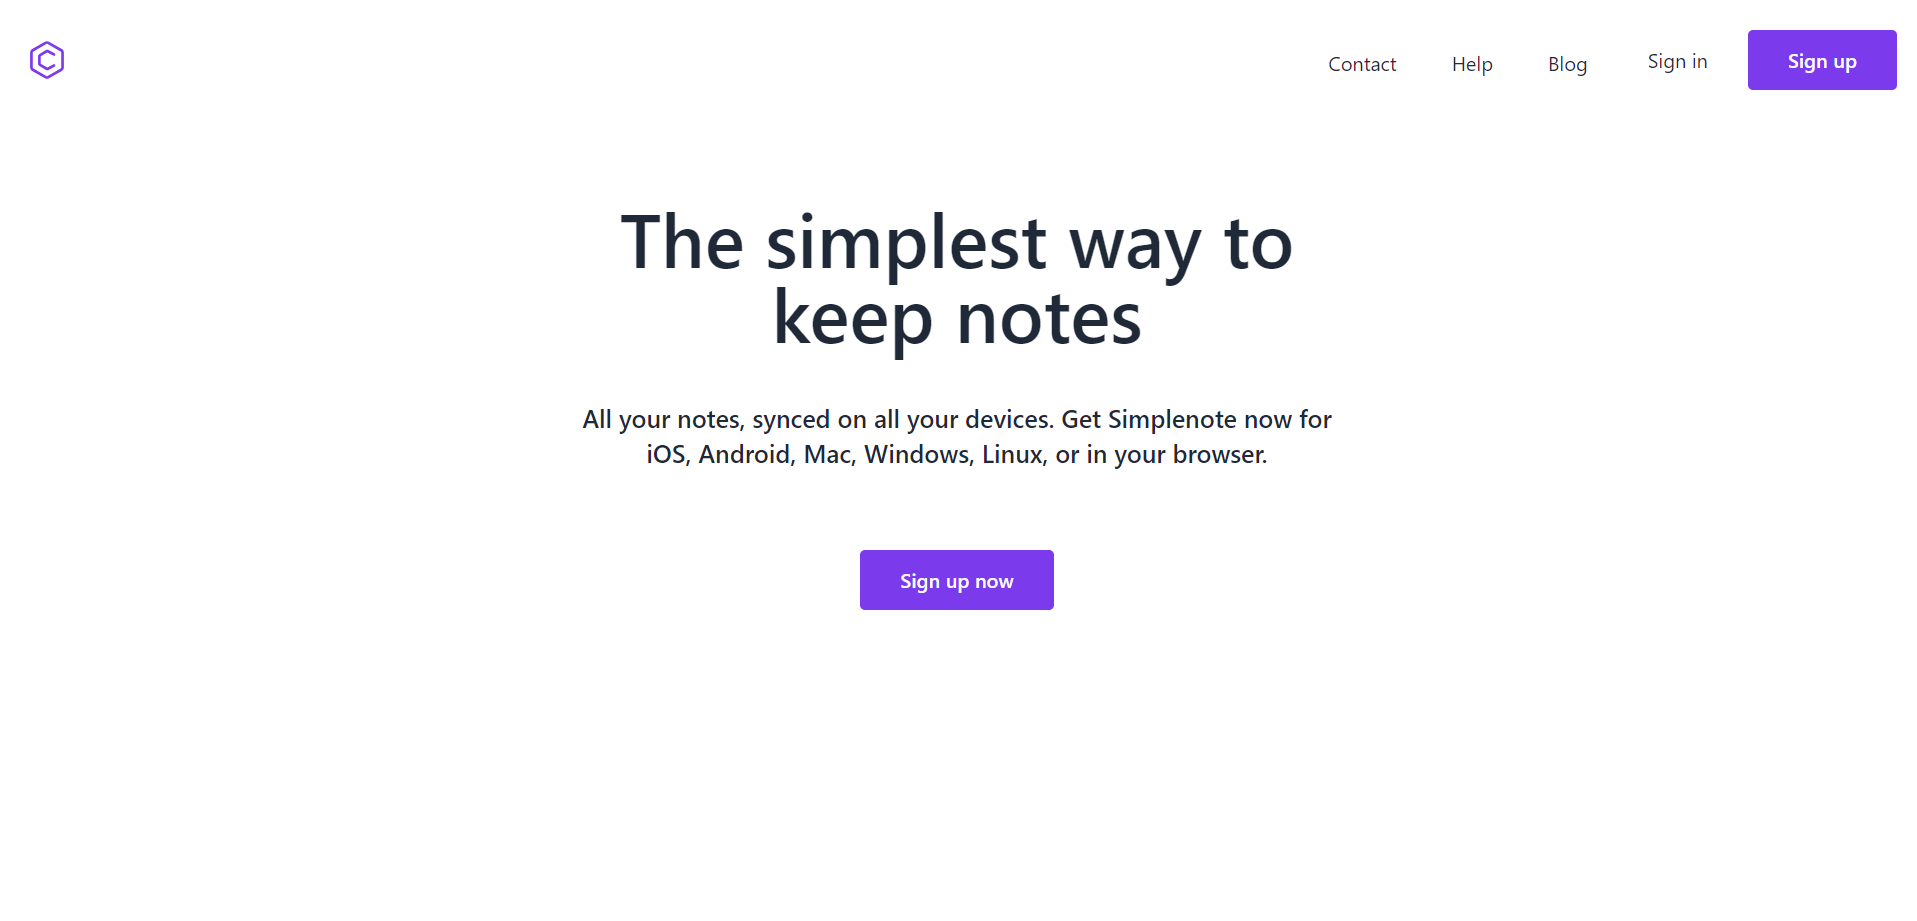 Contact Help Blog Sign in Sign up
The simplest way to
keep notes
All your notes, synced on all your devices. Get Simplenote now for
iOS, Android, Mac, Windows, Linux, or in your browser.
Sign up now